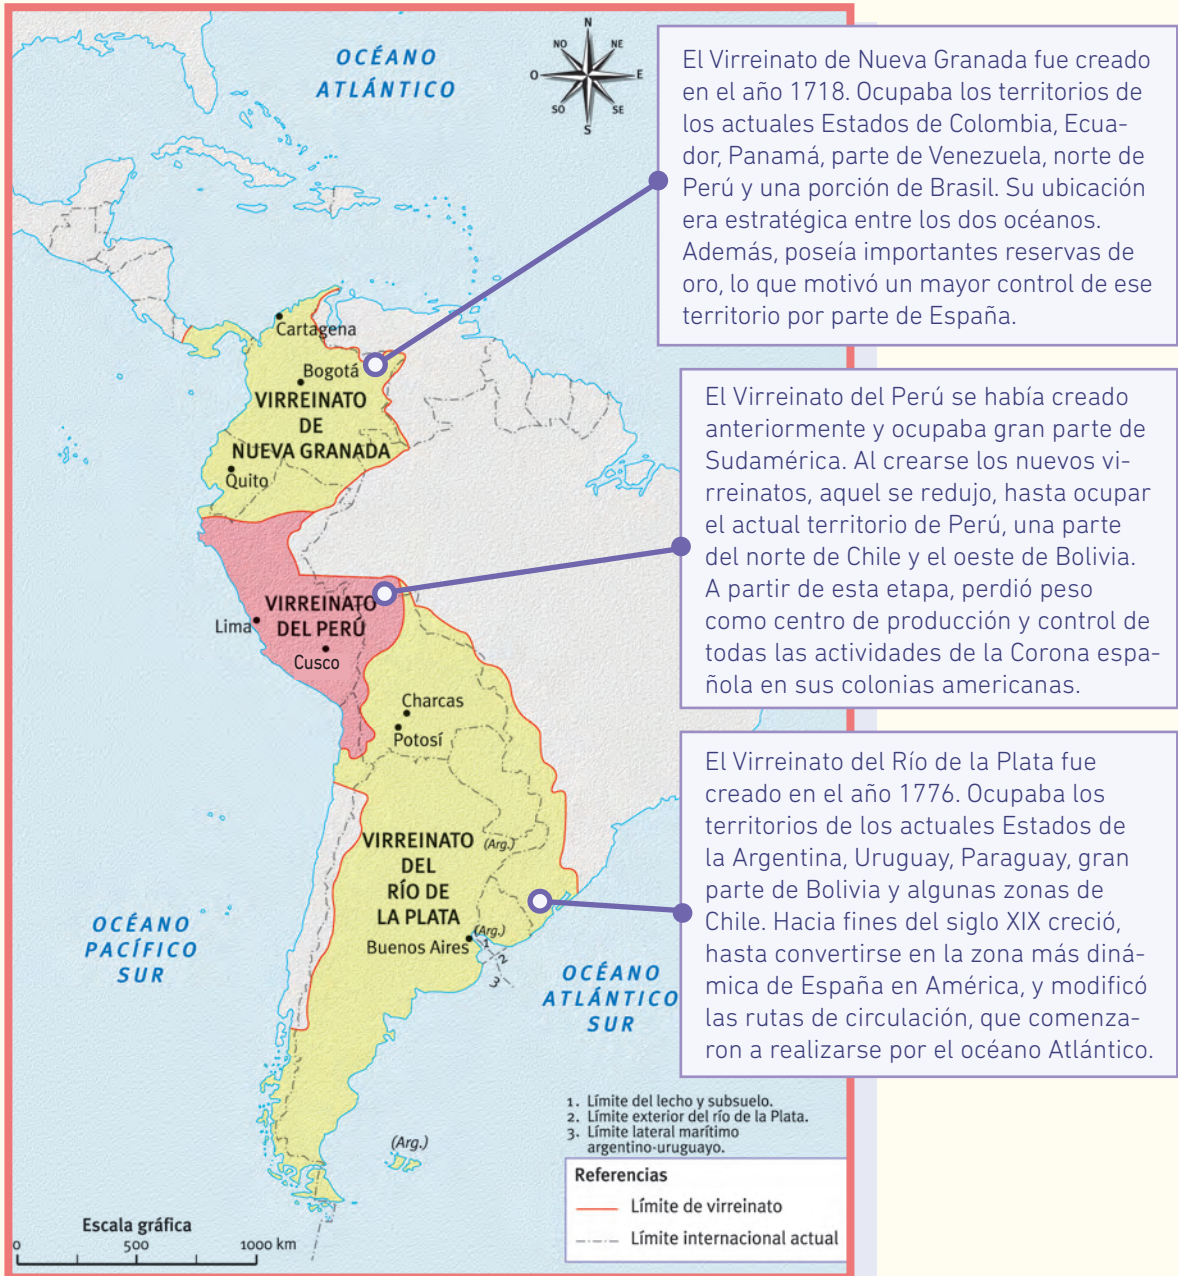 OCÉANO
ATLÁNTICO
N
NO
NE
O
E
SO
SE
S
El Virreinato de Nueva Granada fue creado
en el año 1718. Ocupaba los territorios de
los actuales Estados de Colombia, Ecua-
dor, Panamá, parte de Venezuela, norte de
Perú y una porción de Brasil. Su ubicación
era estratégica entre los dos océanos.
Además, poseía importantes reservas de
oro, lo que motivó un mayor control de ese
territorio por parte de España.
Cartagena
Bogotá
VIRREINATO
DE
NUEVA GRANADA
Quito
El Virreinato del Perú se había creado
anteriormente y ocupaba gran parte de
Sudamérica. Al crearse los nuevos vi-
rreinatos, aquel se redujo, hasta ocupar
el actual territorio de Perú, una parte
del norte de Chile y el oeste de Bolivia.
A partir de esta etapa, perdió peso
como centro de producción y control de
todas las actividades de la Corona espa-
ñola en sus colonias americanas.
VIRREINATO
DEL PERÚ
Lima
Cusco
Charcas
Potosí
El Virreinato del Río de la Plata fue
creado en el año 1776. Ocupaba los
territorios de los actuales Estados de
la Argentina, Uruguay, Paraguay, gran
parte de Bolivia y algunas zonas de
Chile. Hacia fines del siglo XIX creció,
hasta convertirse en la zona más diná-
mica de España en América, y modificó
las rutas de circulación, que comenza-
ron a realizarse por el océano Atlántico.
VIRREINATO
DEL
RÍO DE
LA PLATA
(Arg.)
(Arg.)
Buenos Aires
1
2
3
OCÉANO
PACÍFICO
SUR
OCÉANO
ATLÁNTICO
SUR
1. Límite del lecho y subsuelo.
2. Límite exterior del río de la Plata.
3. Límite lateral marítimo
argentino-uruguayo.
(Arg.)
Referencias
Límite de virreinato
Límite internacional actual
Escala gráfica
0 500 1000 km